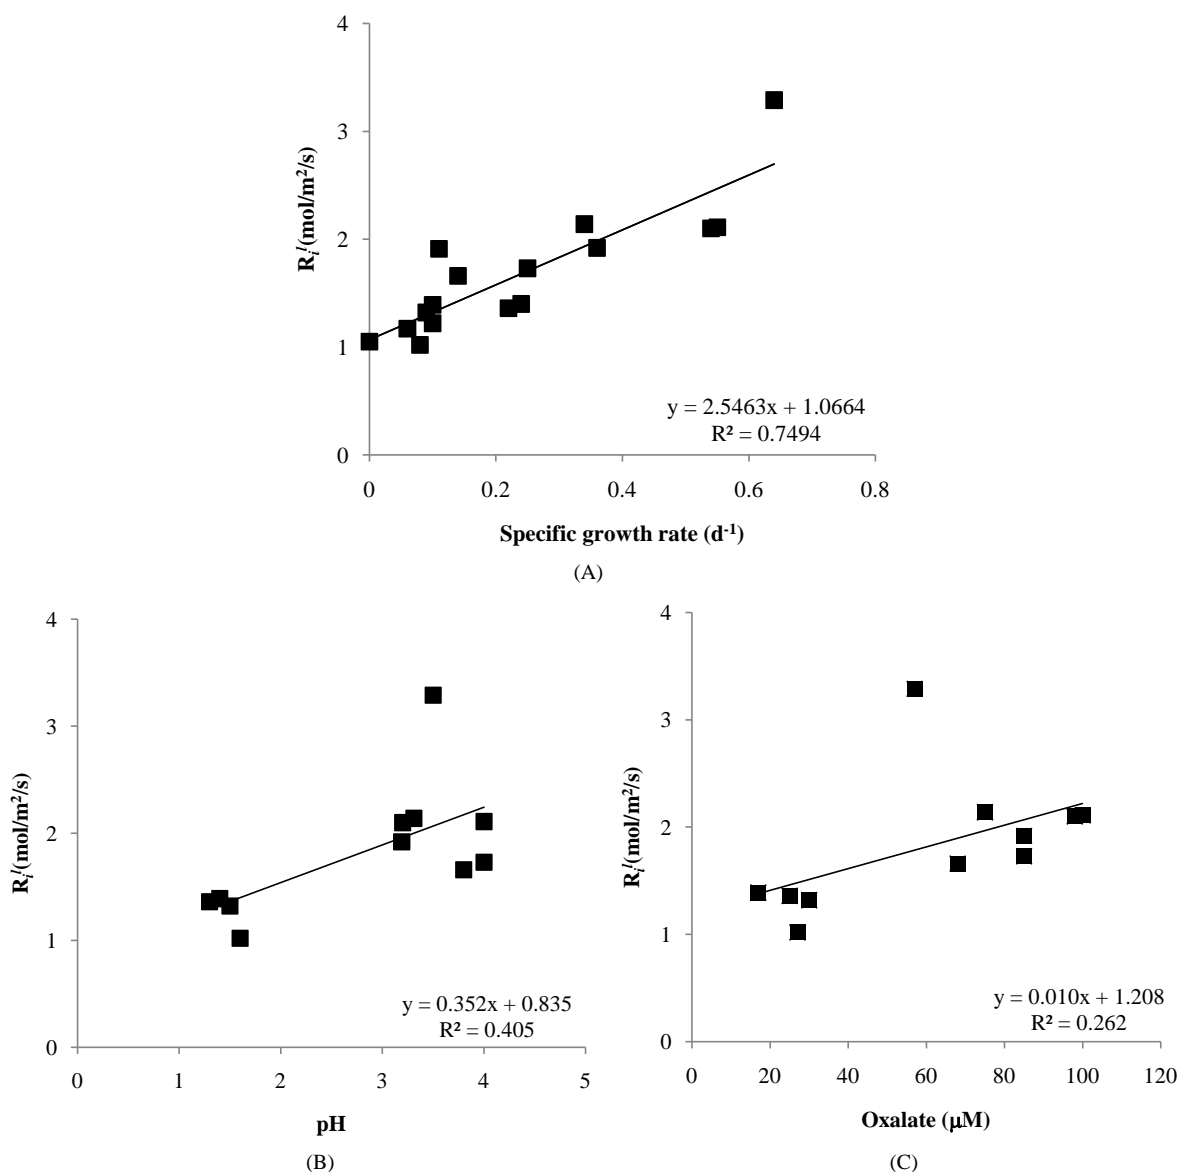 4
3
2
1
0
R_i^l(mol/m²/s)
y = 2.5463x + 1.0664
R² = 0.7494
0 0.2 0.4 0.6 0.8
Specific growth rate (d⁻¹)
(A)
4
3
2
1
0
R_i^l(mol/m²/s)
y = 0.352x + 0.835
R² = 0.405
0 1 2 3 4 5
pH
(B)
4
3
2
1
0
R_i^l(mol/m²/s)
y = 0.010x + 1.208
R² = 0.262
0 20 40 60 80 100 120
Oxalate (µM)
(C)